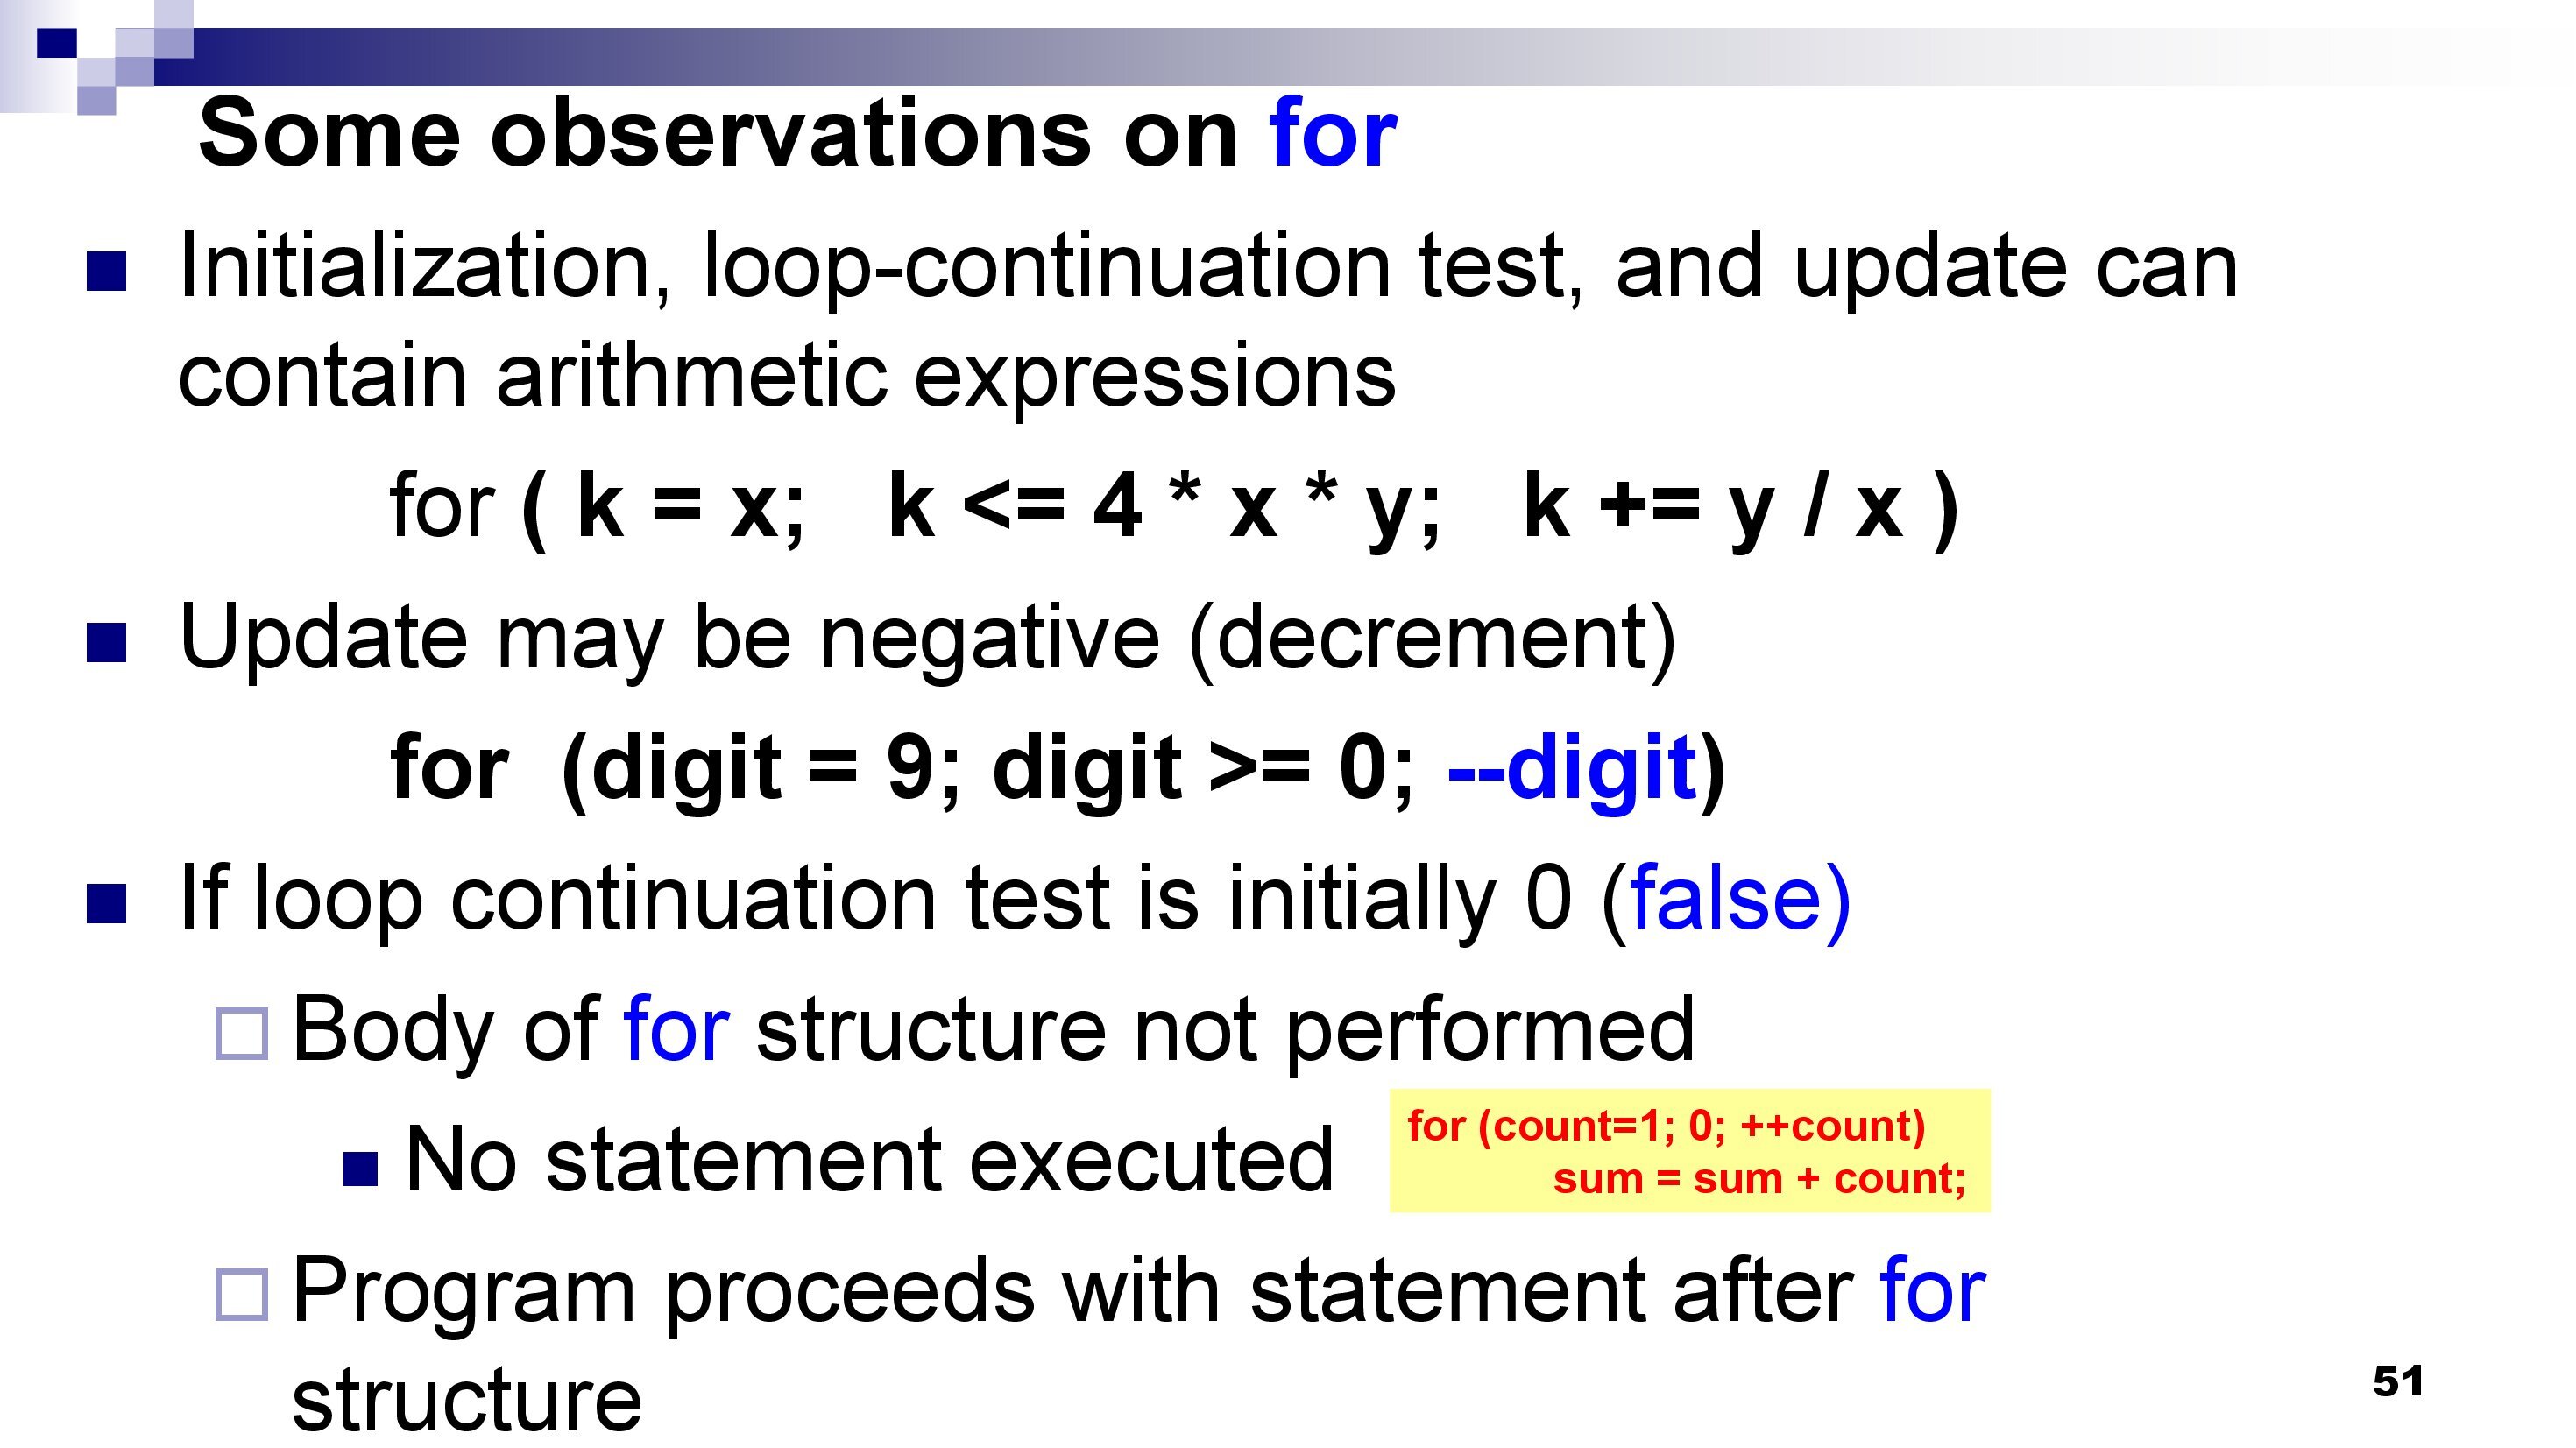 Some observations on for
Initialization, loop-continuation test, and update can
contain arithmetic expressions
for ( k = x; k <= 4 * x * y; k += y / x )
Update may be negative (decrement)
for (digit = 9; digit >= 0; --digit)
If loop continuation test is initially 0 (false)
Body of for structure not performed
No statement executed
for (count=1; 0; ++count)
sum = sum + count;
Program proceeds with statement after for
structure
51